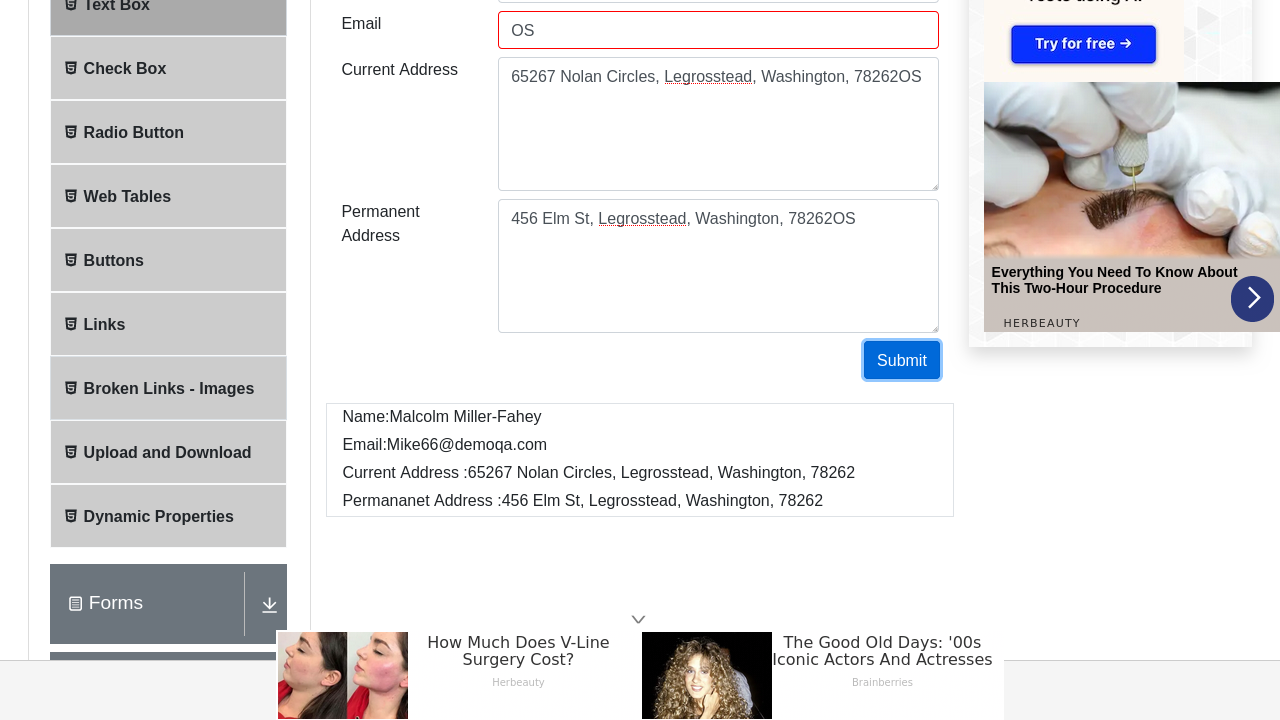 Text Box
Check Box
Radio Button
Web Tables
Buttons
Links
Broken Links - Images
Upload and Download
Dynamic Properties
Forms
Email
OS
Current Address
65267 Nolan Circles, Legrosstead, Washington, 78262OS
Permanent
Address
456 Elm St, Legrosstead, Washington, 78262OS
Submit
Name:Malcolm Miller-Fahey
Email:Mike66@demoqa.com
Current Address :65267 Nolan Circles, Legrosstead, Washington, 78262
Permananet Address :456 Elm St, Legrosstead, Washington, 78262
Try for free →
Everything You Need To Know About
This Two-Hour Procedure
HERBEAUTY
How Much Does V-Line
Surgery Cost?
Herbeauty
The Good Old Days: '00s
Iconic Actors And Actresses
Brainberries